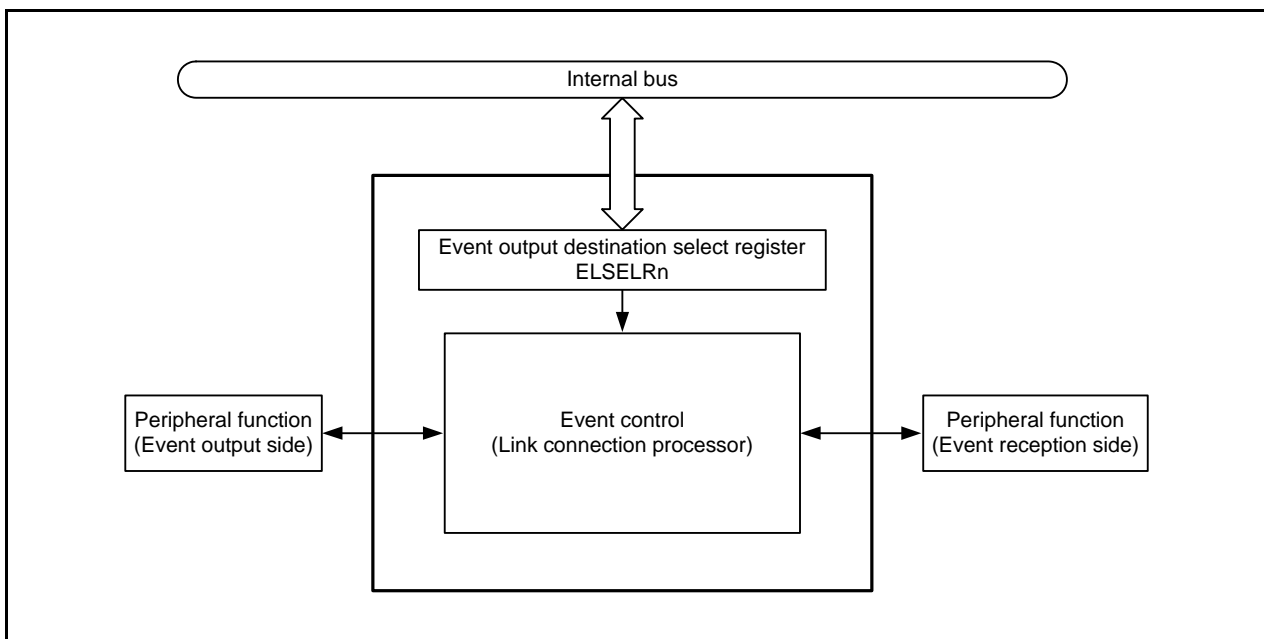 Internal bus
Event output destination select register
ELSELRn
Peripheral function
(Event output side)
Event control
(Link connection processor)
Peripheral function
(Event reception side)